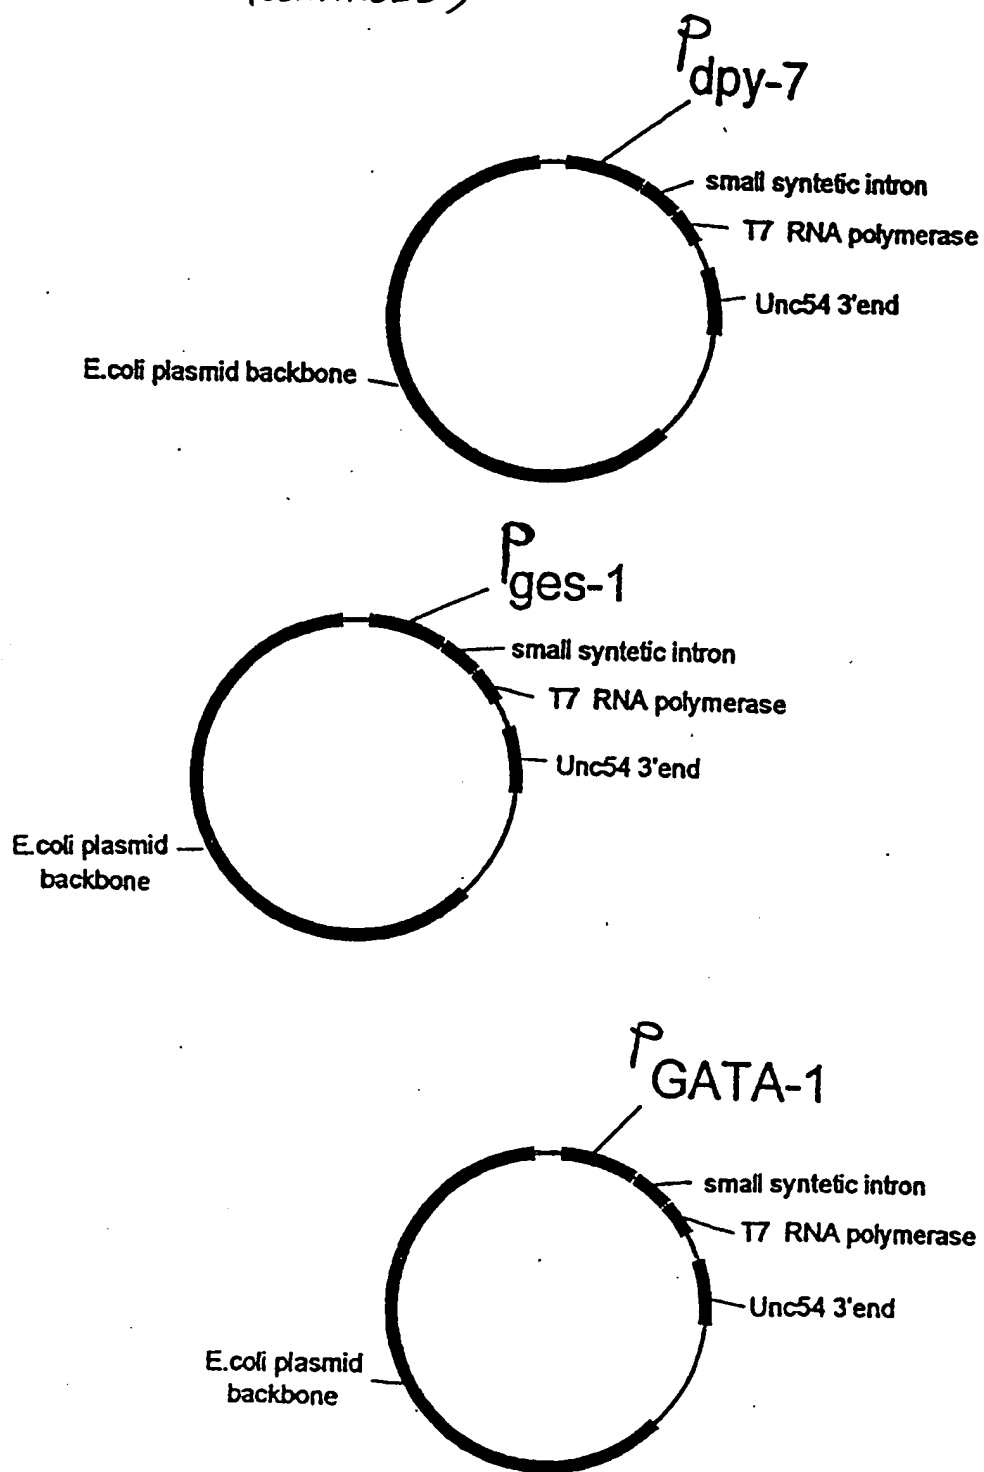 P dpy-7
small syntetic intron
T7 RNA polymerase
Unc54 3'end
E.coli plasmid backbone
P ges-1
small syntetic intron
T7 RNA polymerase
Unc54 3'end
E.coli plasmid
backbone
P GATA-1
small syntetic intron
T7 RNA polymerase
Unc54 3'end
E.coli plasmid
backbone